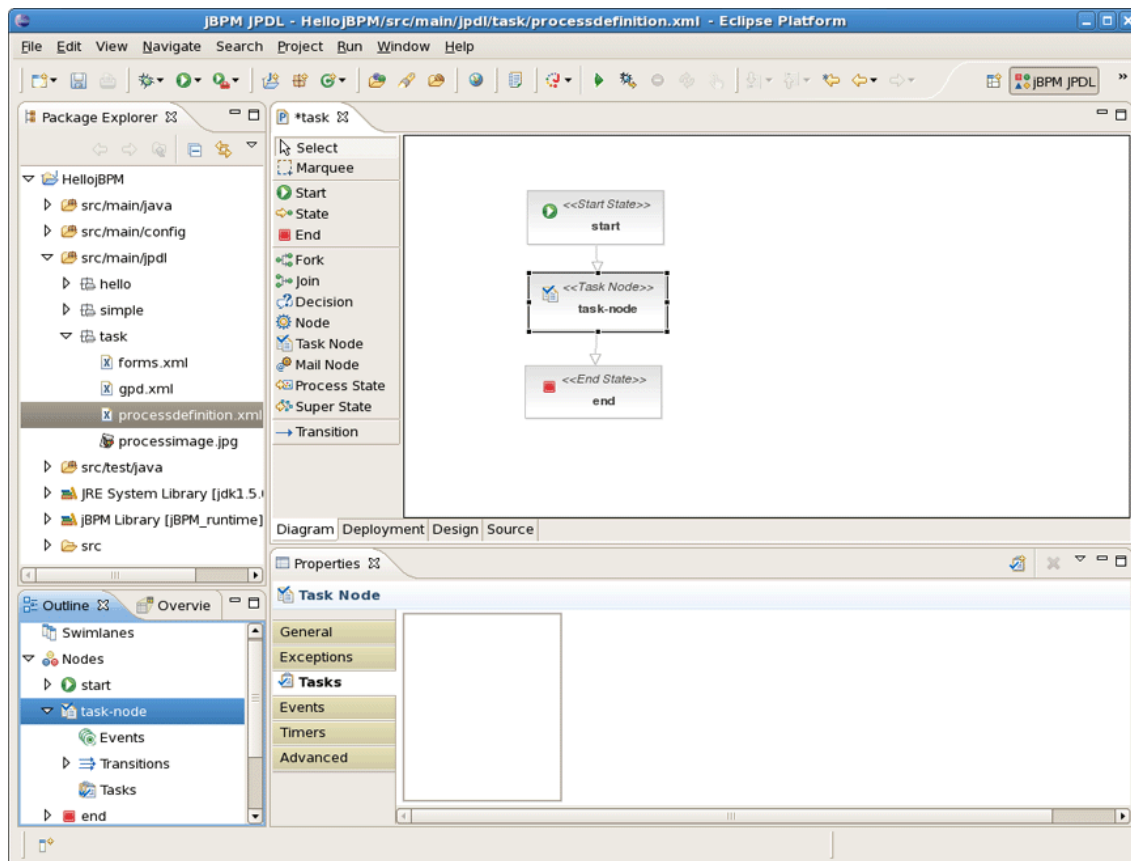 jBPM JPDL - HellojBPM/src/main/jpdl/task/processdefinition.xml - Eclipse Platform
File Edit View Navigate Search Project Run Window Help
jBPM JPDL
Package Explorer
HellojBPM
src/main/java
src/main/config
src/main/jpdl
hello
simple
task
forms.xml
gpd.xml
processdefinition.xml
processimage.jpg
src/test/java
JRE System Library [jdk1.5.
jBPM Library [jBPM_runtime]
src
*task
Select
Marquee
Start
State
End
Fork
Join
Decision
Node
Task Node
Mail Node
Process State
Super State
Transition
<<Start State>>
start
<<Task Node>>
task-node
<<End State>>
end
Diagram Deployment Design Source
Outline Overvie
Swimlanes
Nodes
start
task-node
Events
Transitions
Tasks
end
Properties
Task Node
General
Exceptions
Tasks
Events
Timers
Advanced